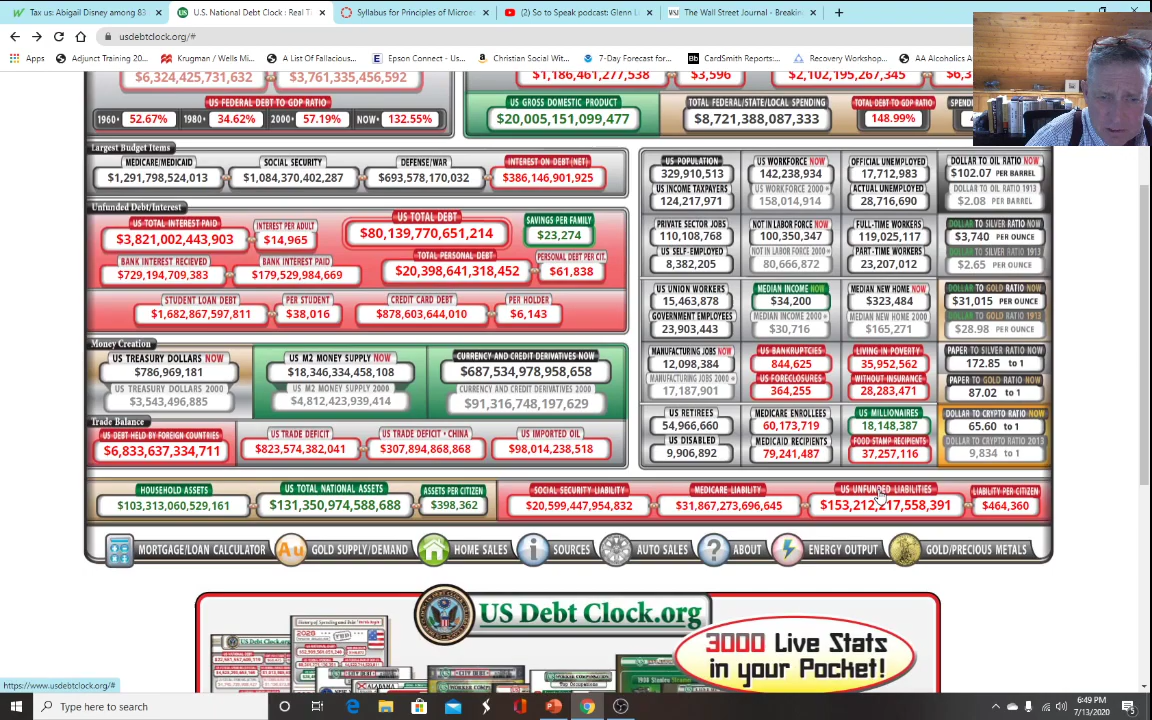 Tax us: Abigail Disney among 83
U.S. National Debt Clock : Real T
Syllabus for Principles of Microec
(2) So to Speak podcast: Glenn L
The Wall Street Journal - Breakin
usdebtclock.org/#
Apps
Adjunct Training 20...
Krugman / Wells Mi...
A List Of Fallacious...
Epson Connect - Us...
Christian Social Wit...
7-Day Forecast for...
CardSmith Reports:...
Recovery Workshop...
AA Alcoholics A
$6,324,425,731,632
$3,761,335,456,592
$1,186,461,277,538
$3,596
$2,102,195,267,345
US FEDERAL DEBT TO GDP RATIO
1960• 52.67% 1980• 34.62% 2000• 57.19% NOW• 132.55%
US GROSS DOMESTIC PRODUCT
$20,005,151,099,477
TOTAL FEDERAL/STATE/LOCAL SPENDING
$8,721,388,087,333
TOTAL DEBT TO GDP RATIO
148.99%
Largest Budget Items
MEDICARE/MEDICAID
$1,291,798,524,013
SOCIAL SECURITY
$1,084,370,402,287
DEFENSE/WAR
$693,578,170,032
INTEREST ON DEBT (NET)
$386,146,901,925
Unfunded Debt/Interest
US TOTAL INTEREST PAID
$3,821,002,443,903
INTEREST PER ADULT
$14,965
US TOTAL DEBT
$80,139,770,651,214
SAVINGS PER FAMILY
$23,274
BANK INTEREST RECIEVED
$729,194,709,383
BANK INTEREST PAID
$179,529,984,669
TOTAL PERSONAL DEBT
$20,398,641,318,452
PERSONAL DEBT PER CIT.
$61,838
STUDENT LOAN DEBT
$1,682,867,597,811
PER STUDENT
$38,016
CREDIT CARD DEBT
$878,603,644,010
PER HOLDER
$6,143
Money Creation
US TREASURY DOLLARS NOW
$786,969,181
US TREASURY DOLLARS 2000
$3,543,496,885
US M2 MONEY SUPPLY NOW
$18,346,334,458,108
US M2 MONEY SUPPLY 2000
$4,812,423,939,414
CURRENCY AND CREDIT DERIVATIVES NOW
$687,534,978,958,658
CURRENCY AND CREDIT DERIVATIVES 2000
$91,316,748,197,629
Trade Balance
US DEBT HELD BY FOREIGN COUNTRIES
$6,833,637,334,711
US TRADE DEFICIT
$823,574,382,041
US TRADE DEFICIT • CHINA
$307,894,868,868
US IMPORTED OIL
$98,014,238,518
US POPULATION
329,910,513
US INCOME TAXPAYERS
124,217,971
US WORKFORCE NOW
142,238,934
US WORKFORCE 2000
158,014,914
OFFICIAL UNEMPLOYED
17,712,983
ACTUAL UNEMPLOYED
28,716,690
DOLLAR TO OIL RATIO NOW
$102.07 PER BARREL
DOLLAR TO OIL RATIO 1913
$2.08 PER BARREL
PRIVATE SECTOR JOBS
110,108,768
US SELF-EMPLOYED
8,382,205
NOT IN LABOR FORCE NOW
100,350,347
NOT IN LABOR FORCE 2000
80,666,872
FULL-TIME WORKERS
119,025,117
PART-TIME WORKERS
23,207,012
DOLLAR TO SILVER RATIO NOW
$3,740 PER OUNCE
DOLLAR TO SILVER RATIO 1913
$2.65 PER OUNCE
US UNION WORKERS
15,463,878
GOVERNMENT EMPLOYEES
23,903,443
MEDIAN INCOME NOW
$34,200
MEDIAN INCOME 2000
$30,716
MEDIAN NEW HOME NOW
$323,484
MEDIAN NEW HOME 2000
$165,271
DOLLAR TO GOLD RATIO NOW
$31,015 PER OUNCE
DOLLAR TO GOLD RATIO 1913
$28.98 PER OUNCE
MANUFACTURING JOBS NOW
12,098,384
MANUFACTURING JOBS 2000
17,187,901
US BANKRUPTCIES
844,625
US FORECLOSURES
364,255
LIVING IN POVERTY
35,952,562
WITHOUT INSURANCE
28,283,471
PAPER TO SILVER RATIO NOW
172.85 to 1
PAPER TO GOLD RATIO NOW
87.02 to 1
US RETIREES
54,966,660
US DISABLED
9,906,892
MEDICARE ENROLLEES
60,173,719
MEDICAID RECIPIENTS
79,241,487
US MILLIONAIRES
18,148,387
FOOD STAMP RECIPIENTS
37,257,116
DOLLAR TO CRYPTO RATIO NOW
65.60 to 1
DOLLAR TO CRYPTO RATIO 2013
9,834 to 1
HOUSEHOLD ASSETS
$103,313,060,529,161
US TOTAL NATIONAL ASSETS
$131,350,974,588,688
ASSETS PER CITIZEN
$398,362
SOCIAL SECURITY LIABILITY
$20,599,447,954,832
MEDICARE LIABILITY
$31,867,273,696,645
US UNFUNDED LIABILITIES
$153,212,217,558,391
LIABILITY PER CITIZEN
$464,360
MORTGAGE/LOAN CALCULATOR
Au GOLD SUPPLY/DEMAND
HOME SALES
SOURCES
AUTO SALES
ABOUT
ENERGY OUTPUT
GOLD/PRECIOUS METALS
US Debt Clock.org
3000 Live Stats
in your Pocket!
https://www.usdebtclock.org/#
Type here to search
6:49 PM
7/13/2020